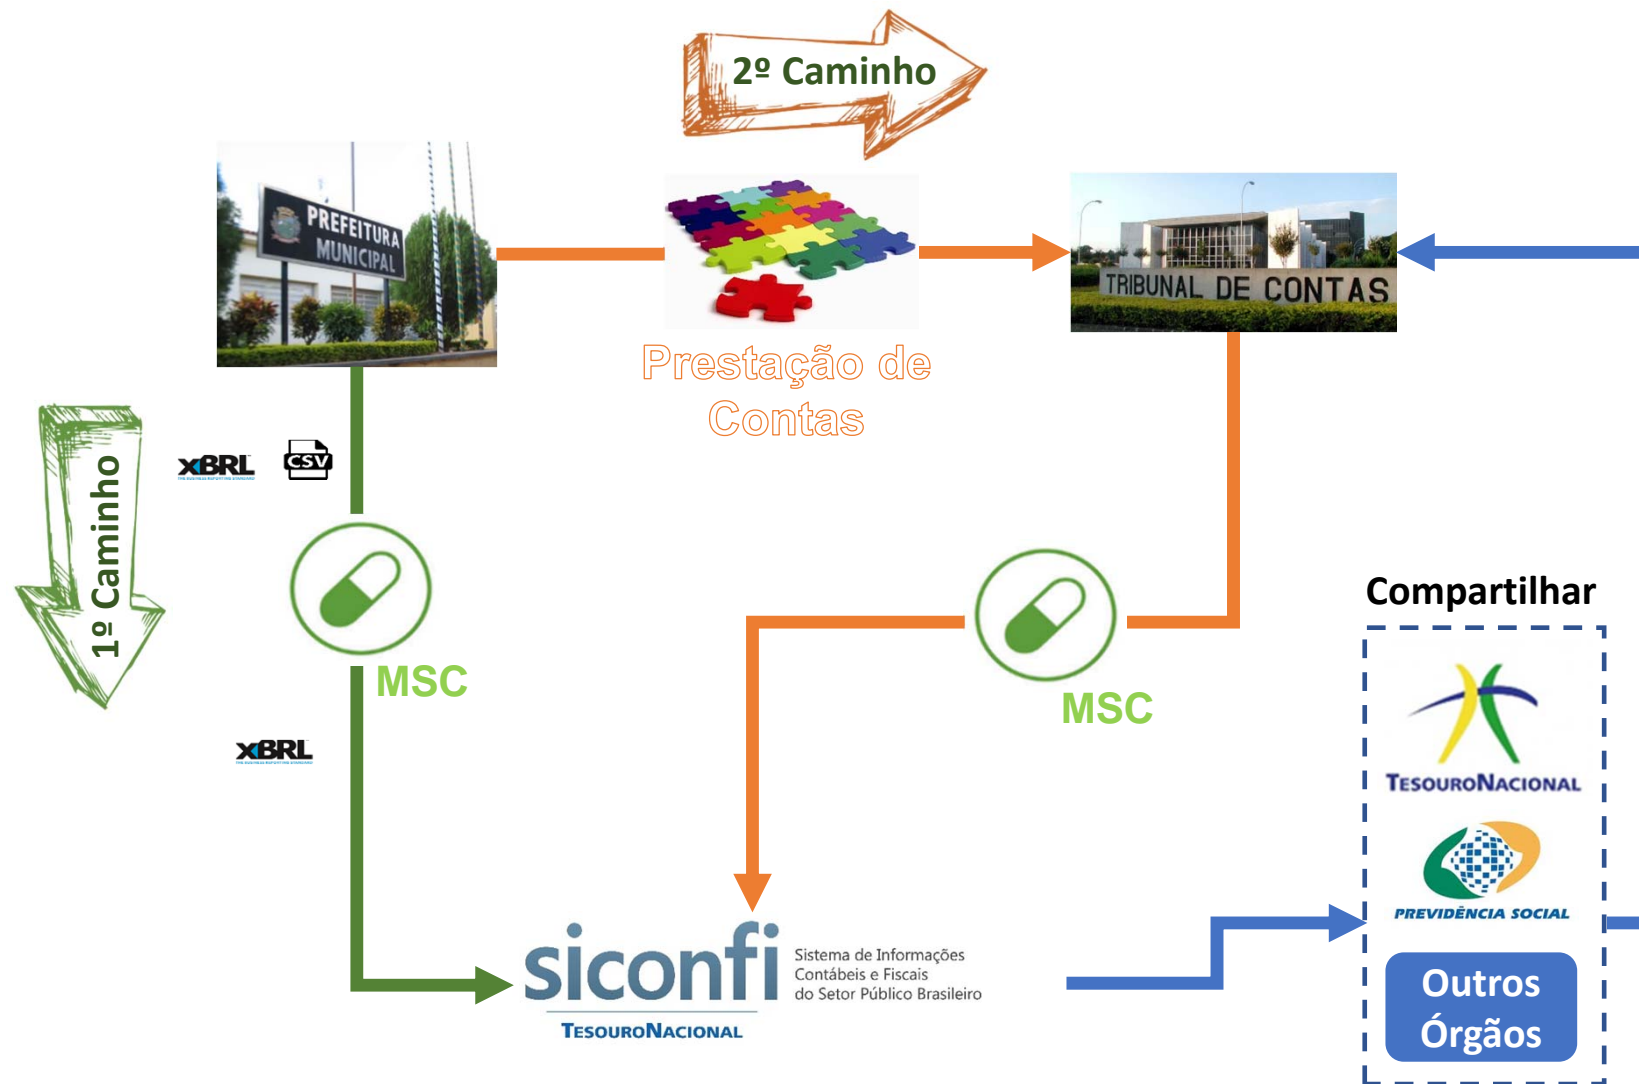 2º Caminho
PREFEITURA
MUNICIPAL
TRIBUNAL DE CONTAS
Prestação de
Contas
1º Caminho
XBRL
CSV
MSC
MSC
XBRL
Compartilhar
TESOURONACIONAL
PREVIDÊNCIA SOCIAL
Outros
Órgãos
siconfi
Sistema de Informações
Contábeis e Fiscais
do Setor Público Brasileiro
TESOURONACIONAL